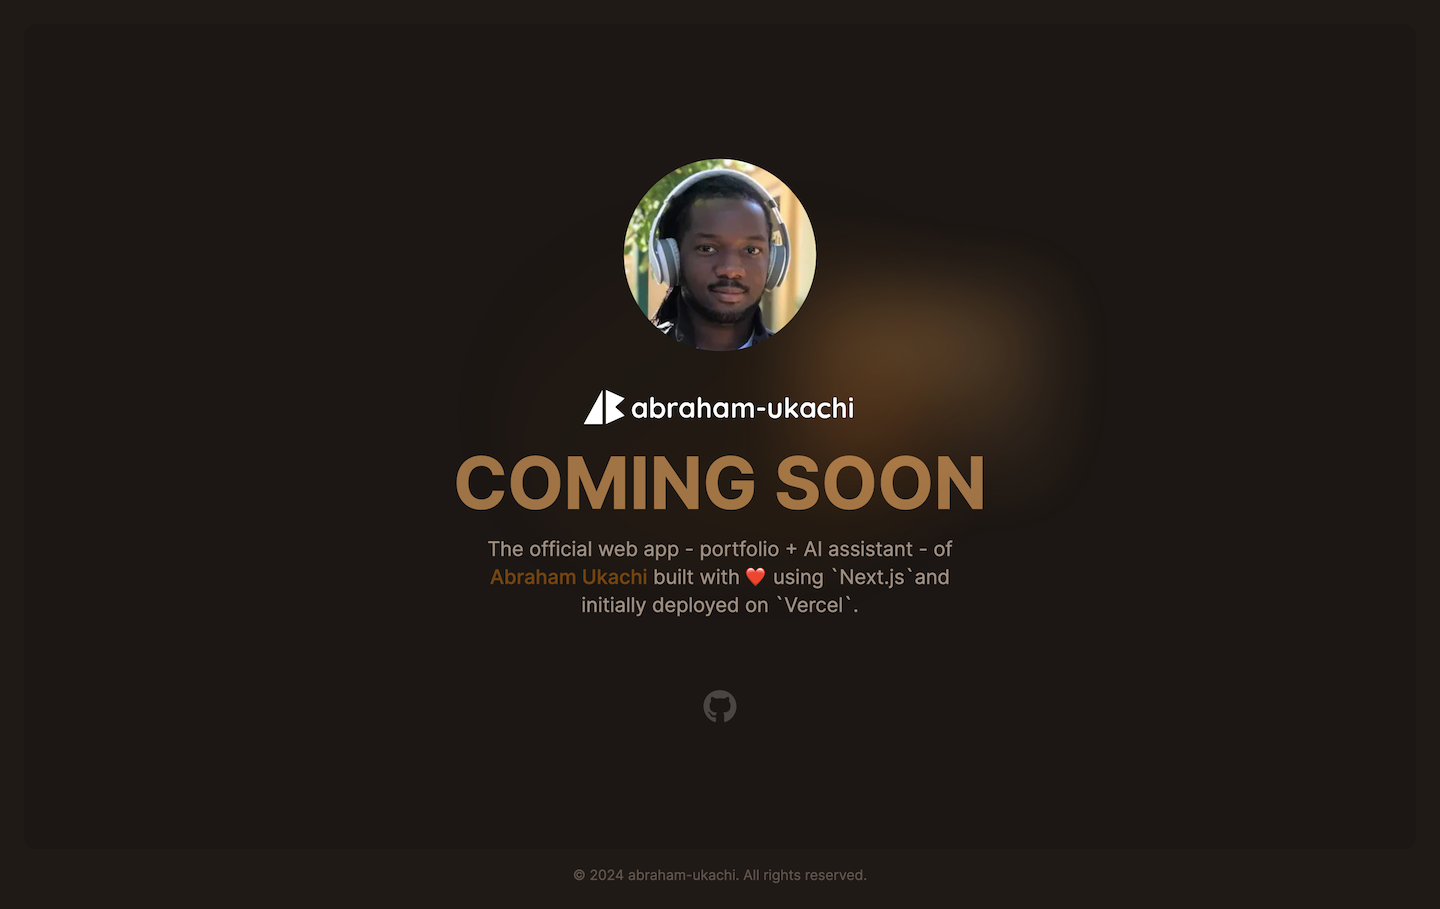 abraham-ukachi
COMING SOON
The official web app - portfolio + AI assistant - of
Abraham Ukachi built with ❤️ using `Next.js`and
initially deployed on `Vercel`.
© 2024 abraham-ukachi. All rights reserved.